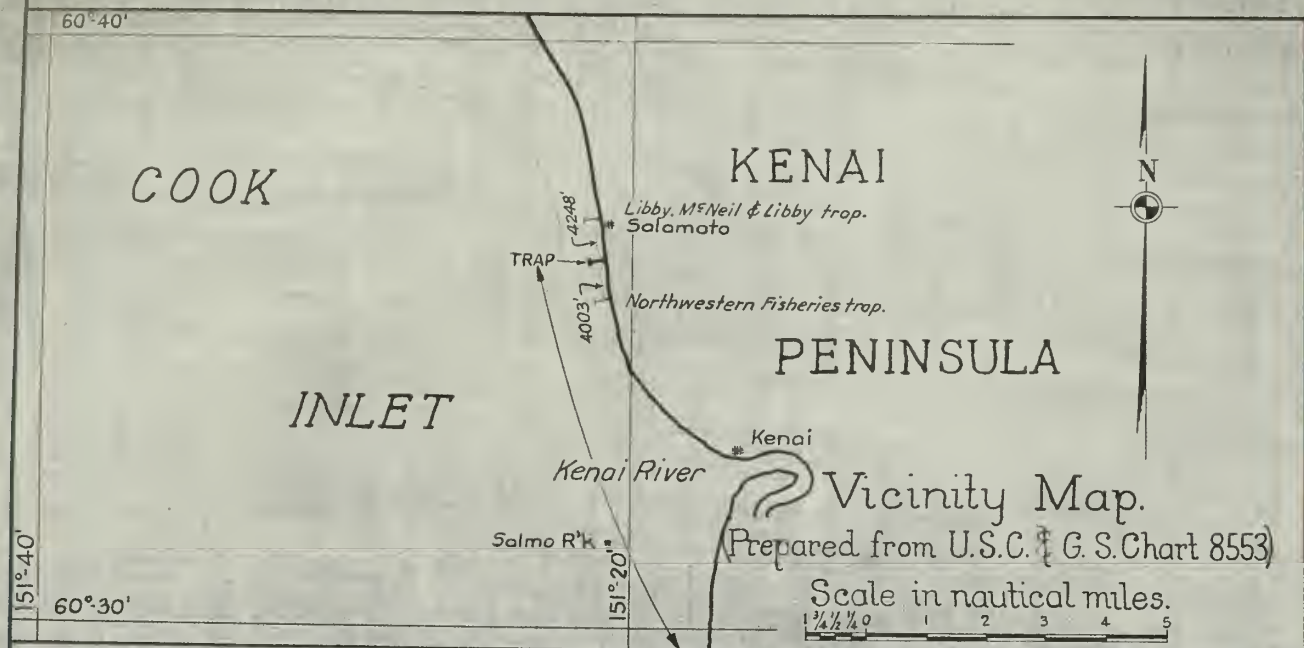 60°40'
COOK
INLET
KENAI
PENINSULA
N
Libby, McNeil & Libby trap.
Salamato
4248'
TRAP
4003'
Northwestern Fisheries trap.
Kenai
Kenai River
Salmo R'k
Vicinity Map.
(Prepared from U.S.C. & G.S. Chart 8553)
Scale in nautical miles.
1 ¾ ½ ¼ 0 1 2 3 4 5
151°-40'
60°-30'
151°-20'